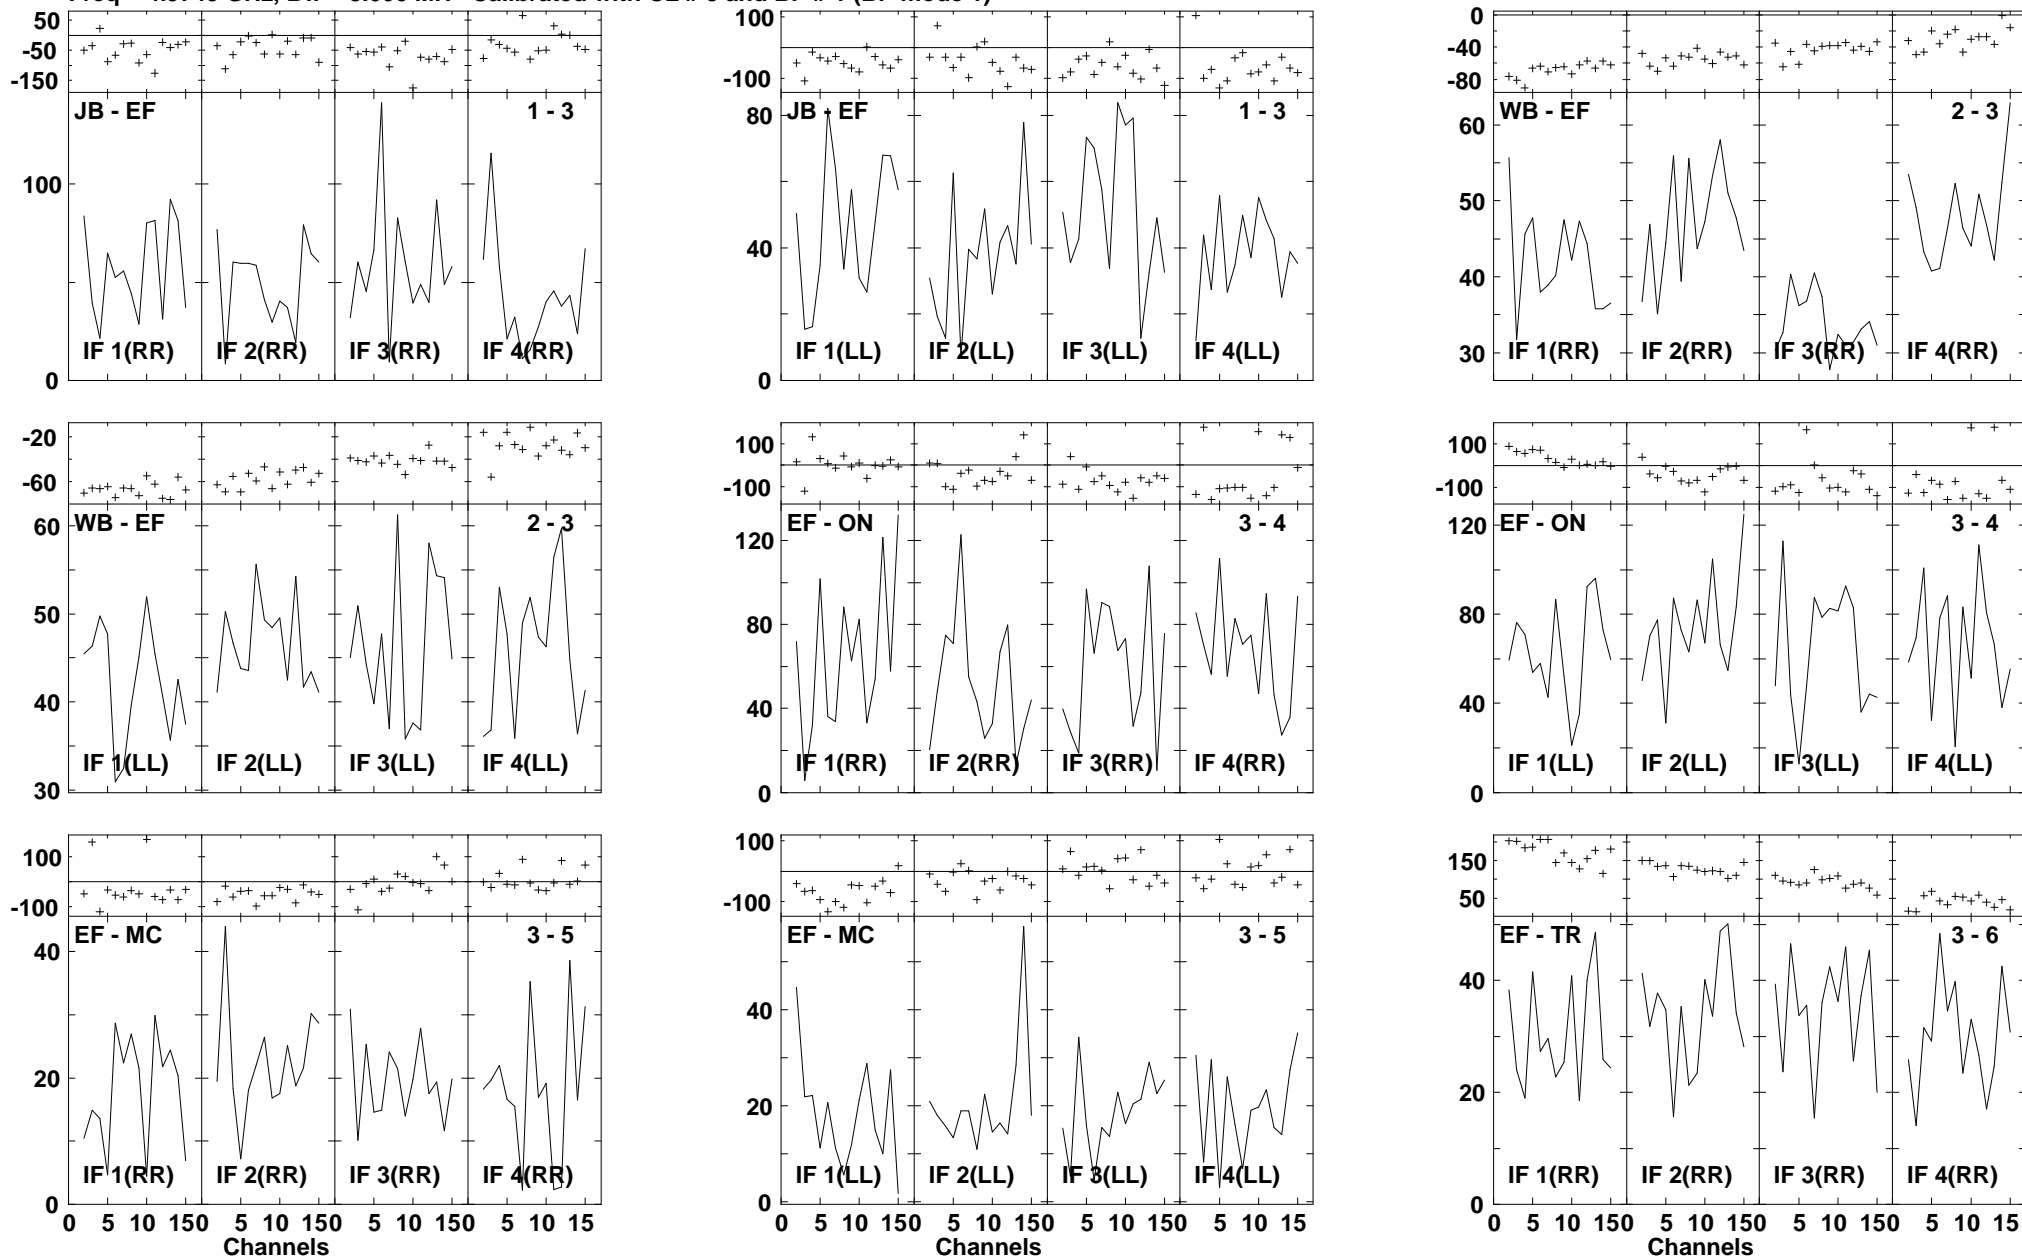 50 -50 -150
JB - EF 1 - 3
100
0
IF 1(RR) IF 2(RR) IF 3(RR) IF 4(RR)
100 -100
JB - EF 1 - 3
80
40
0
IF 1(LL) IF 2(LL) IF 3(LL) IF 4(LL)
0 -40 -80
WB - EF 2 - 3
60
50
40
30
IF 1(RR) IF 2(RR) IF 3(RR) IF 4(RR)
-20 -60
WB - EF 2 - 3
60
50
40
30
IF 1(LL) IF 2(LL) IF 3(LL) IF 4(LL)
100 -100
EF - ON 3 - 4
120
80
40
0
IF 1(RR) IF 2(RR) IF 3(RR) IF 4(RR)
100 -100
EF - ON 3 - 4
120
80
40
0
IF 1(LL) IF 2(LL) IF 3(LL) IF 4(LL)
100 -100
EF - MC 3 - 5
40
20
0
IF 1(RR) IF 2(RR) IF 3(RR) IF 4(RR)
0 5 10 15 0 5 10 15 0 5 10 15 0 5 10 15
Channels
100 -100
EF - MC 3 - 5
40
20
0
IF 1(LL) IF 2(LL) IF 3(LL) IF 4(LL)
0 5 10 15 0 5 10 15 0 5 10 15 0 5 10 15
Channels
150 50
EF - TR 3 - 6
40
20
0
IF 1(RR) IF 2(RR) IF 3(RR) IF 4(RR)
0 5 10 15 0 5 10 15 0 5 10 15 0 5 10 15
Channels